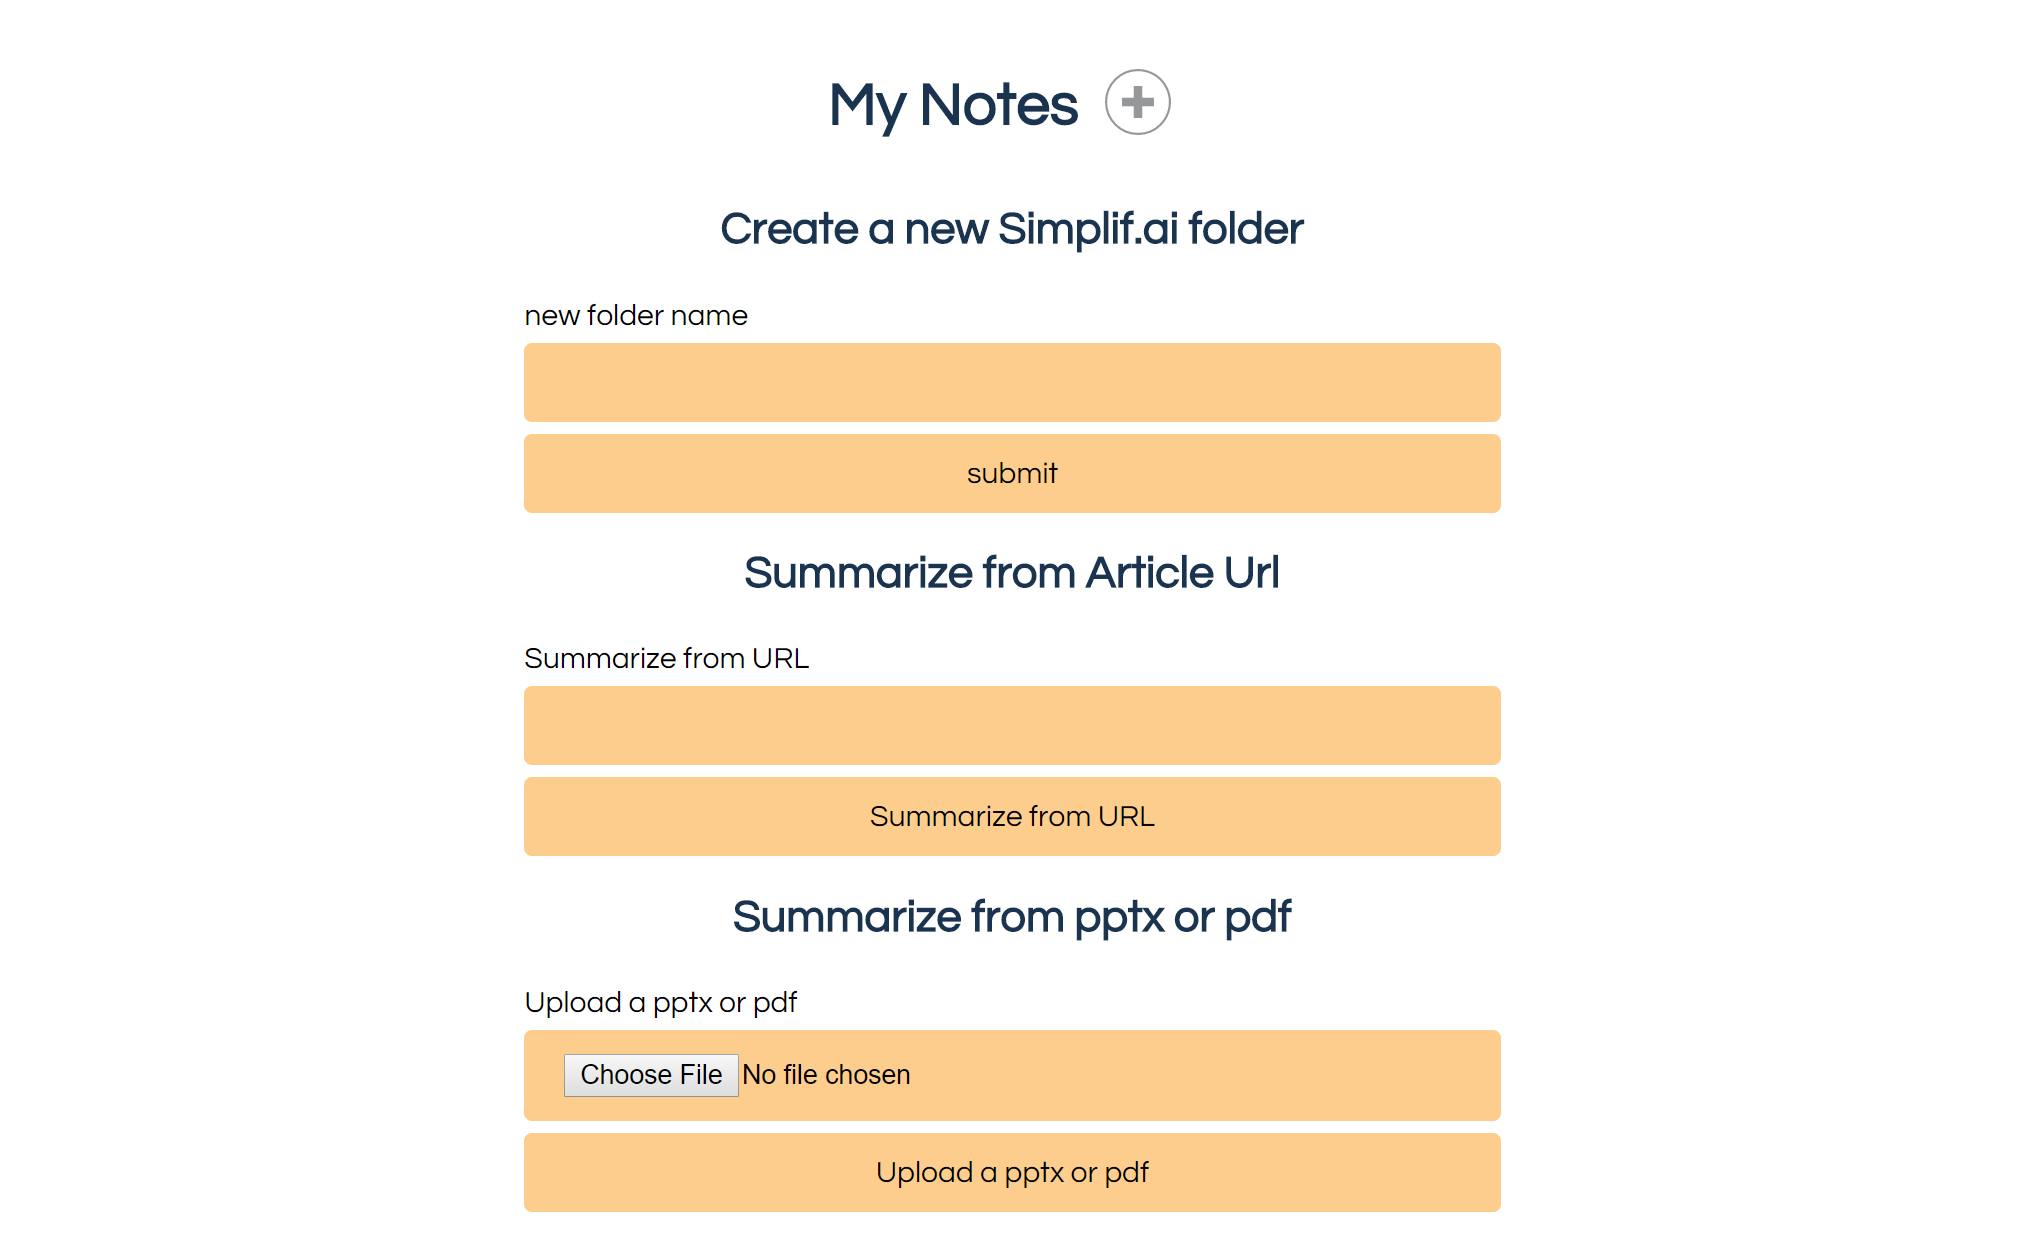 My Notes
Create a new Simplif.ai folder
new folder name
submit
Summarize from Article Url
Summarize from URL
Summarize from URL
Summarize from pptx or pdf
Upload a pptx or pdf
Choose File No file chosen
Upload a pptx or pdf